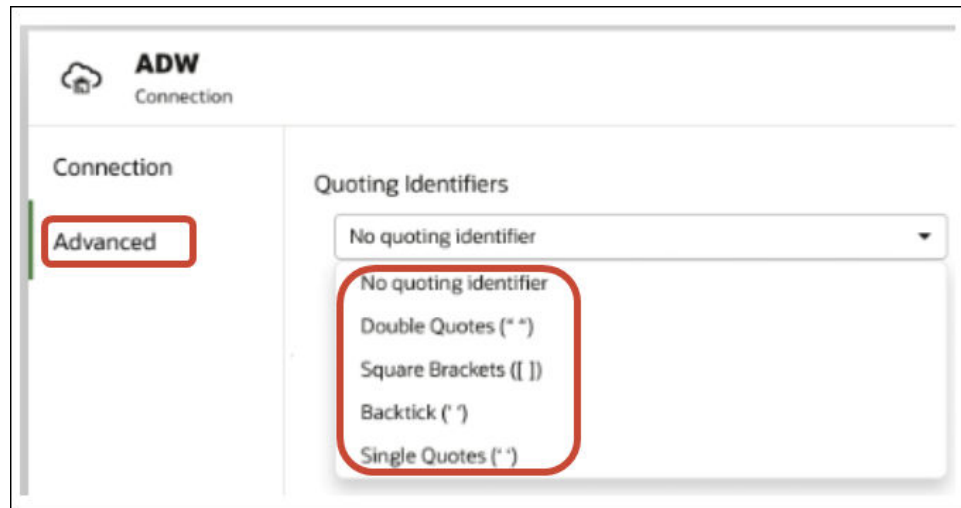 ADW
Connection
Connection
Advanced
Quoting Identifiers
No quoting identifier
No quoting identifier
Double Quotes (“ “)
Square Brackets ([ ])
Backtick (‘ ‘)
Single Quotes (‘ ‘)